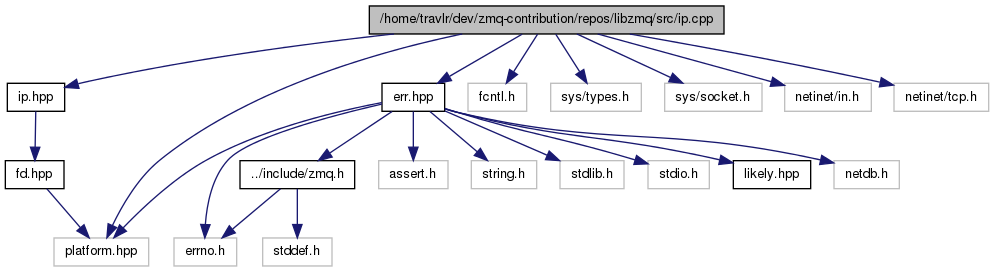 /home/travlr/dev/zmq-contribution/repos/libzmq/src/ip.cpp
ip.hpp
err.hpp
fcntl.h
sys/types.h
sys/socket.h
netinet/in.h
netinet/tcp.h
fd.hpp
../include/zmq.h
assert.h
string.h
stdlib.h
stdio.h
likely.hpp
netdb.h
platform.hpp
errno.h
stddef.h